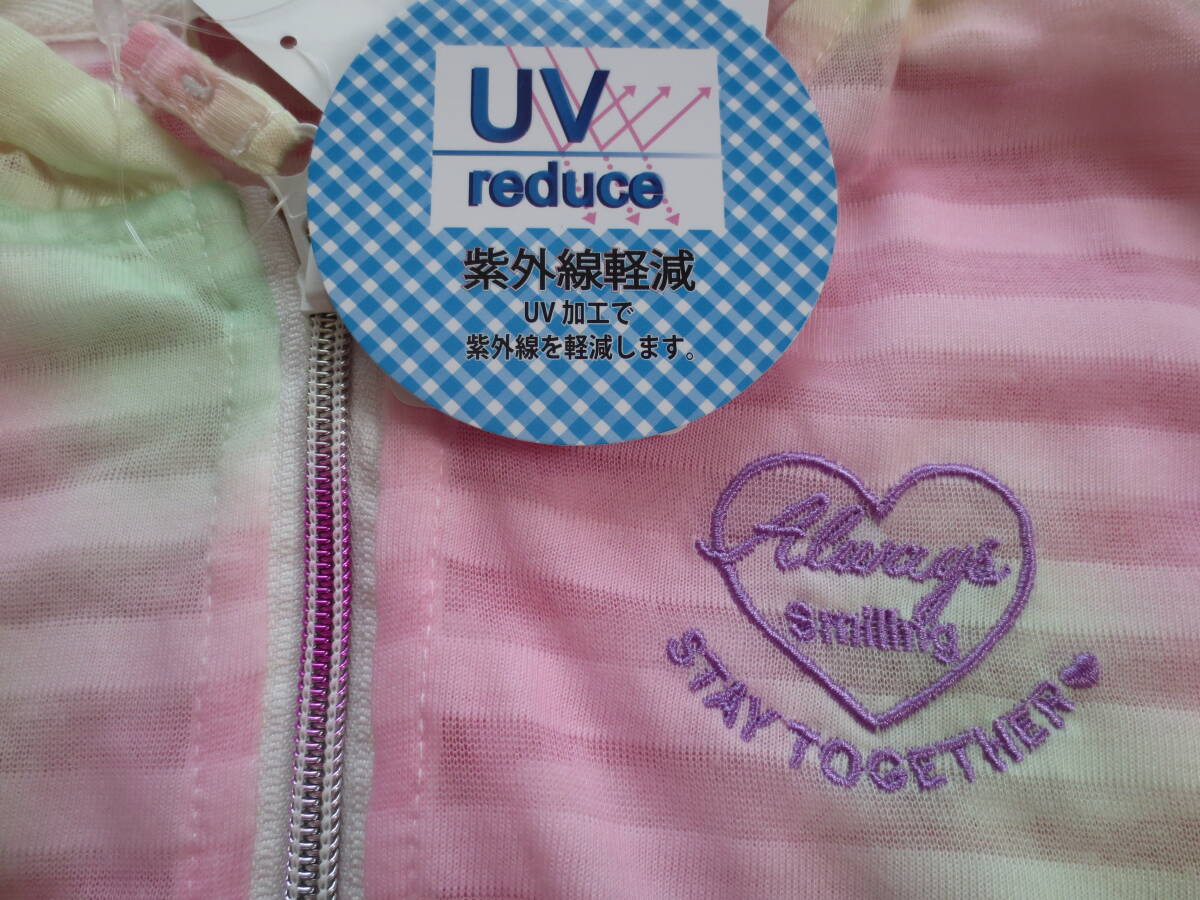 UV
reduce
紫外線軽減
UV 加工で
紫外線を軽減します。
Always
Smilling
STAY TOGETHER